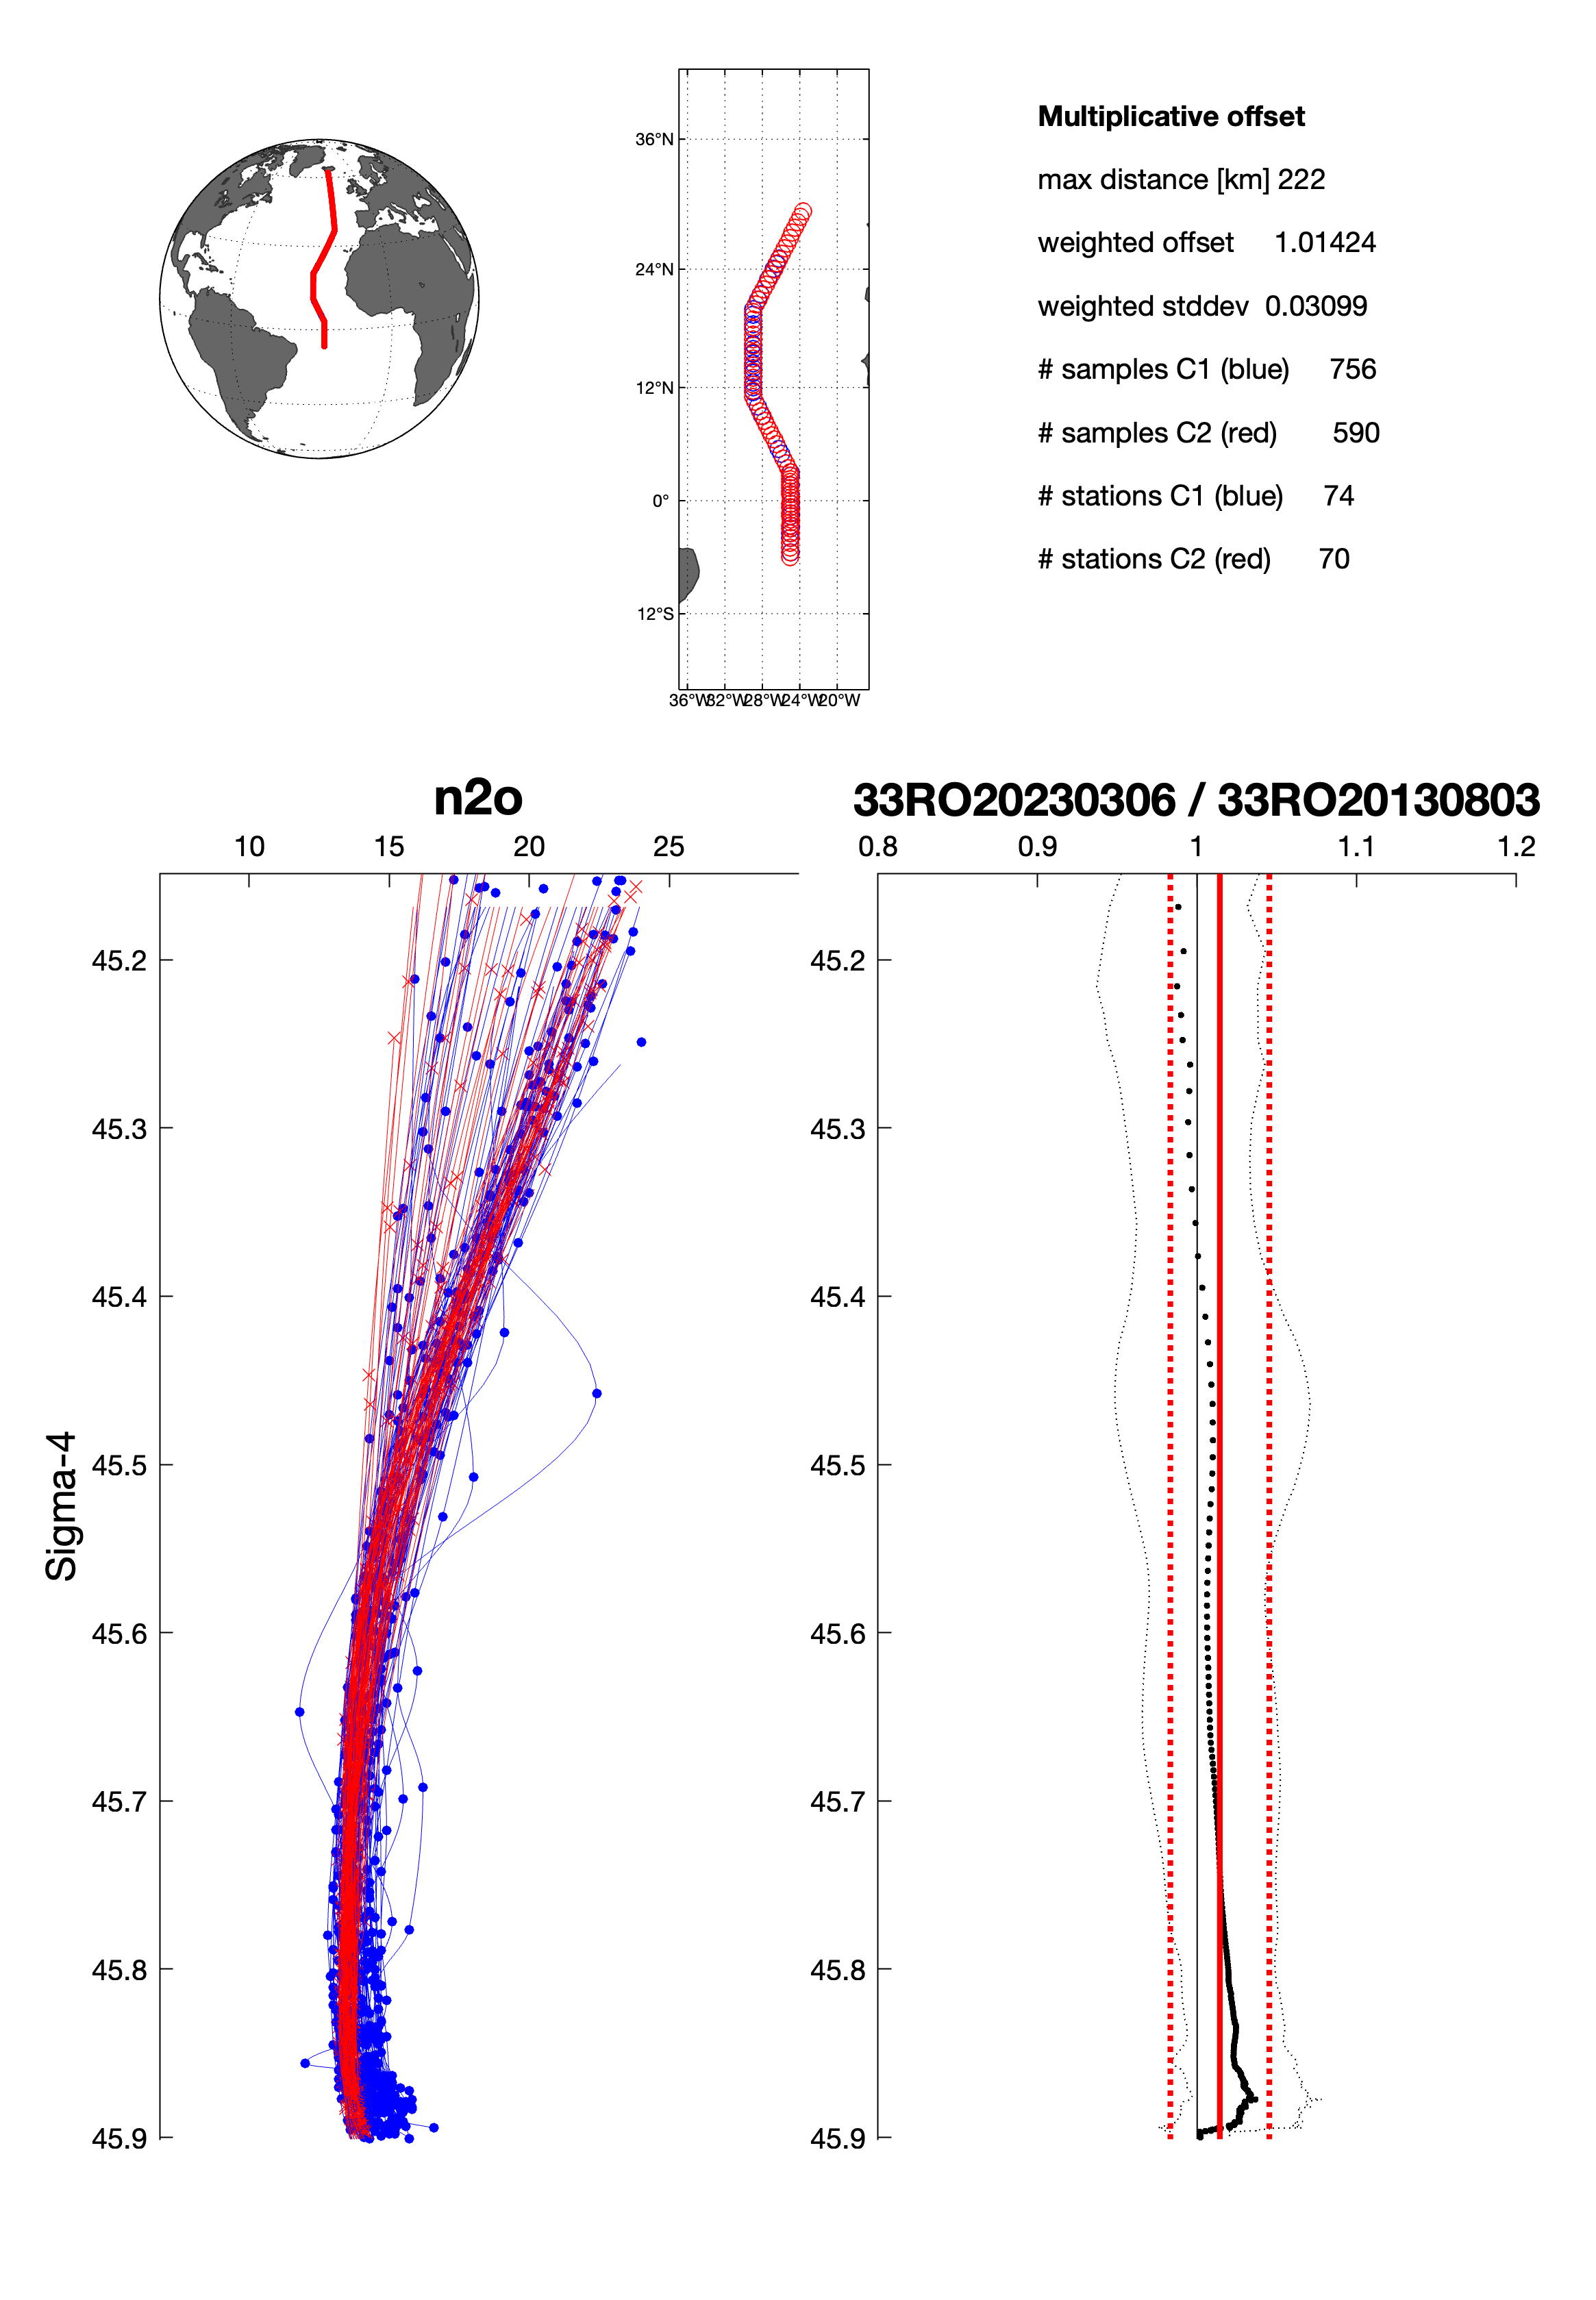 Multiplicative offset
max distance [km] 222
weighted offset 1.01424
weighted stddev 0.03099
# samples C1 (blue) 756
# samples C2 (red) 590
# stations C1 (blue) 74
# stations C2 (red) 70
36°N
24°N
12°N
0°
12°S
36°W 32°W 28°W 24°W 20°W
n2o
10 15 20 25
45.2
45.3
45.4
45.5
45.6
45.7
45.8
45.9
Sigma-4
33RO20230306 / 33RO20130803
0.8 0.9 1 1.1 1.2
45.2
45.3
45.4
45.5
45.6
45.7
45.8
45.9